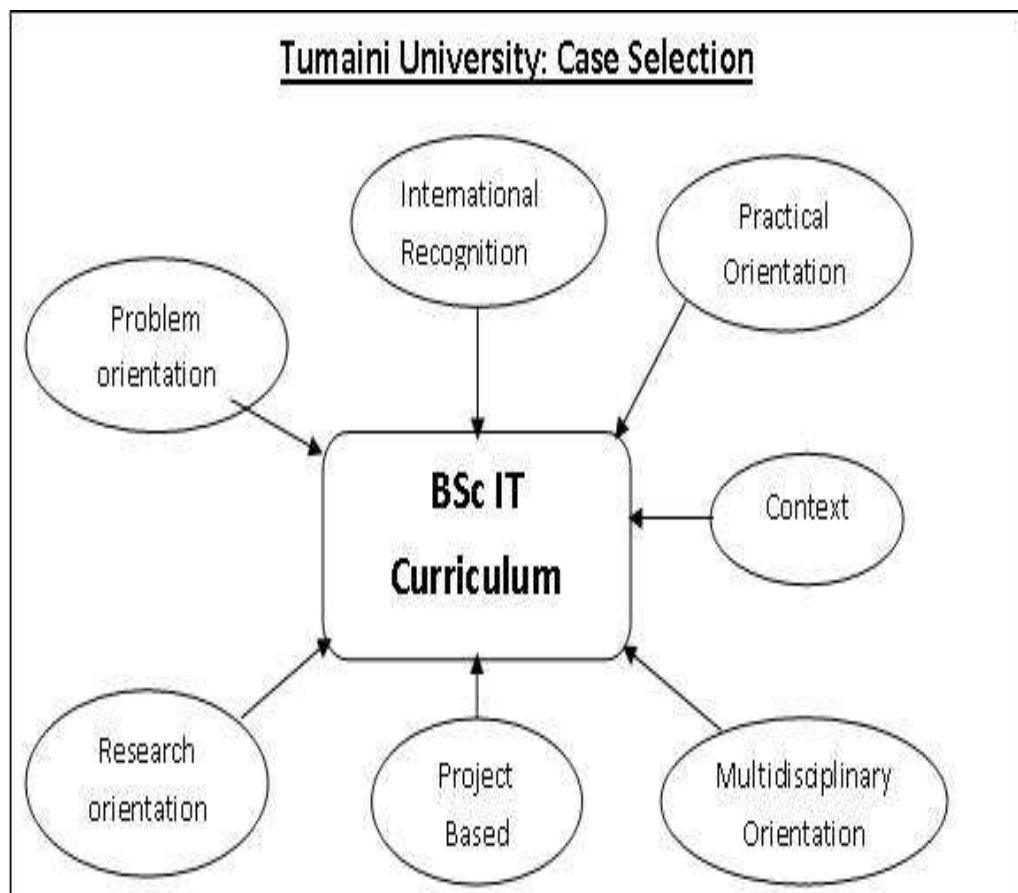 Tumaini University: Case Selection
International
Recognition
Practical
Orientation
Problem
orientation
BSc IT
Curriculum
Context
Research
orientation
Project
Based
Multidisciplinary
Orientation